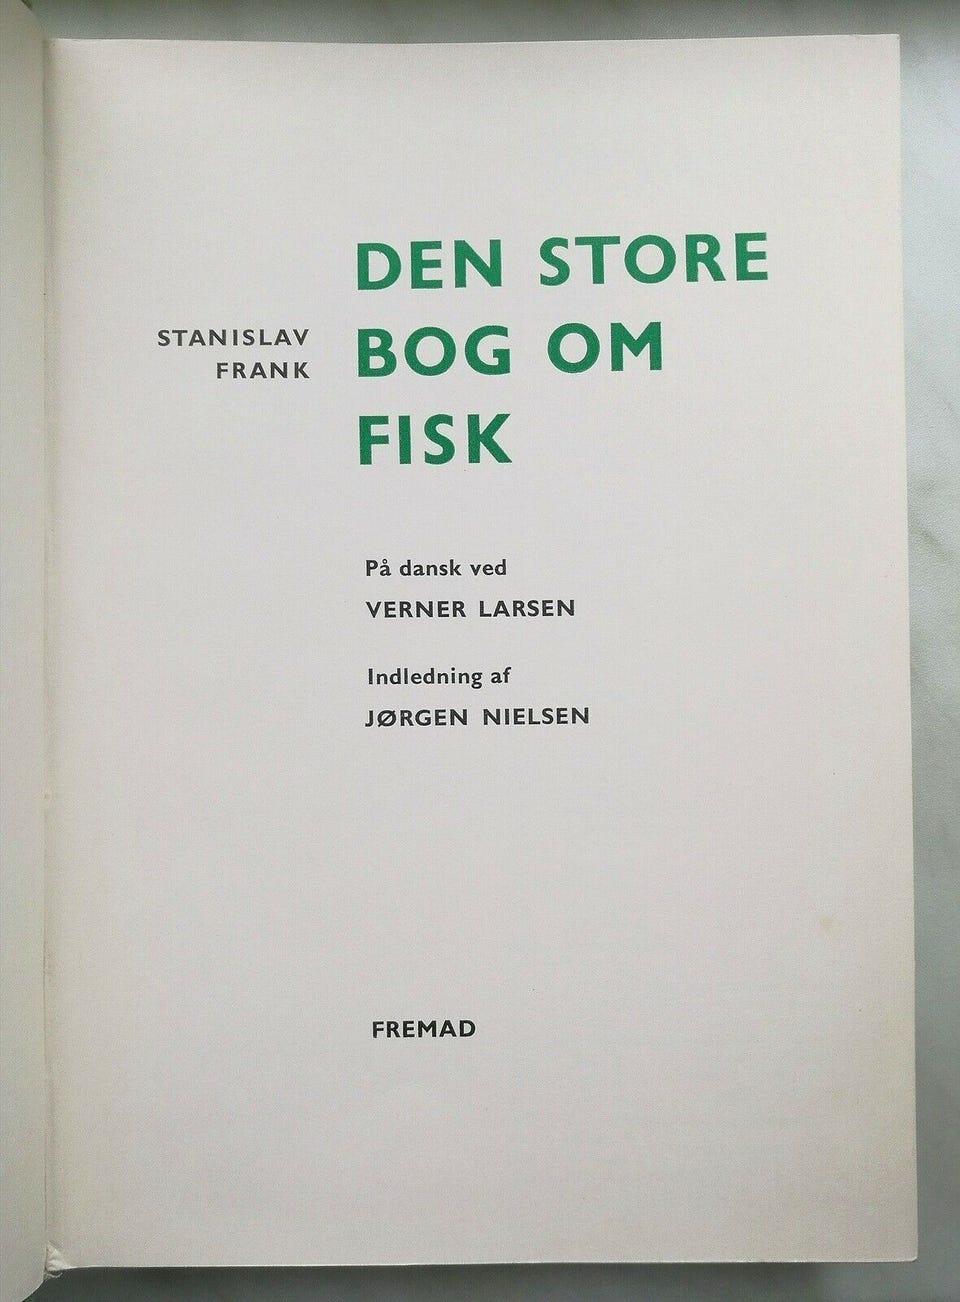 DEN STORE
BOG OM
FISK
STANISLAV
FRANK
På dansk ved
VERNER LARSEN
Indledning af
JØRGEN NIELSEN
FREMAD